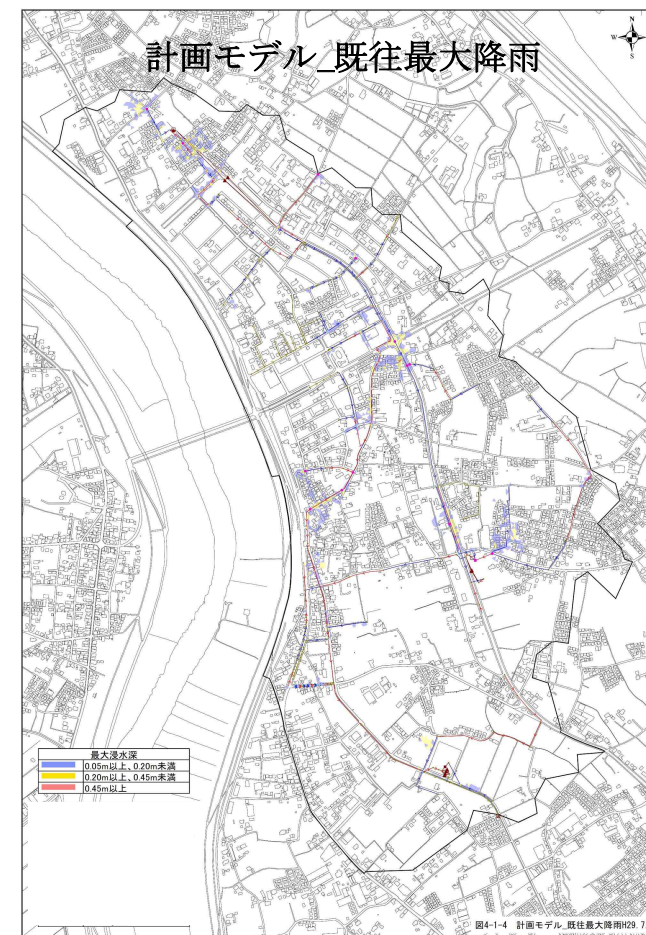 計画モデル_既往最大降雨
N
W
S
最大浸水深
0.05m以上、0.20m未満
0.20m以上、0.45m未満
0.45m以上
図4-1-4 計画モデル_既往最大降雨H29.7